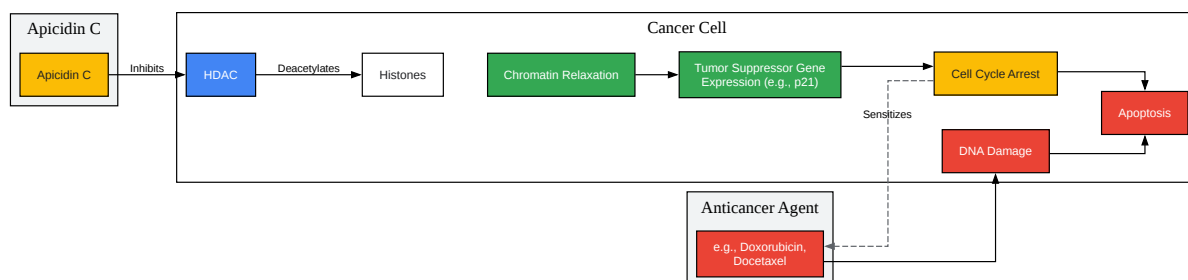 Apicidin C
Apicidin C
Inhibits
Cancer Cell
HDAC
Deacetylates
Histones
Chromatin Relaxation
Tumor Suppressor Gene
Expression (e.g., p21)
Cell Cycle Arrest
Sensitizes
Apoptosis
DNA Damage
Anticancer Agent
e.g., Doxorubicin,
Docetaxel